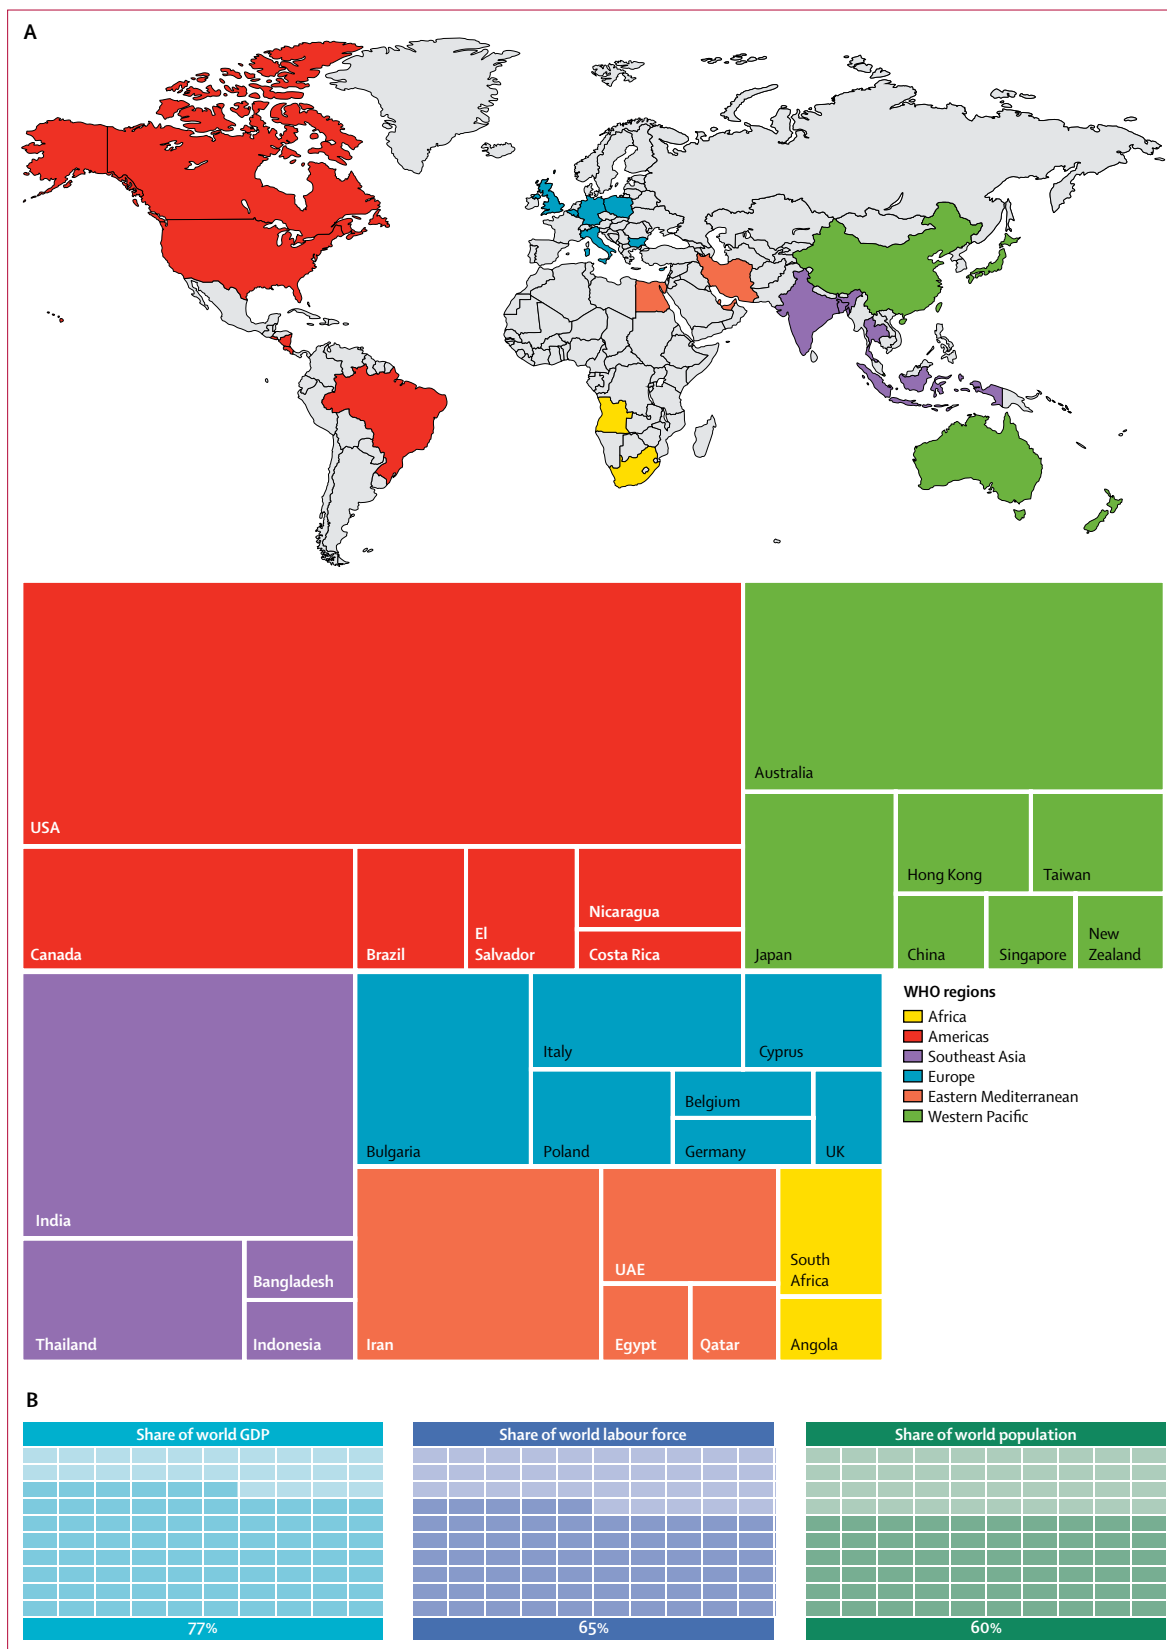 A
USA
Australia
Canada
Brazil
El
Salvador
Nicaragua
Costa Rica
Japan
Hong Kong
Taiwan
China
Singapore
New
Zealand
India
Thailand
Bangladesh
Indonesia
Bulgaria
Italy
Cyprus
Poland
Belgium
Germany
UK
Iran
UAE
Egypt
Qatar
South
Africa
Angola
WHO regions
Africa
Americas
Southeast Asia
Europe
Eastern Mediterranean
Western Pacific
B
Share of world GDP
77%
Share of world labour force
65%
Share of world population
60%